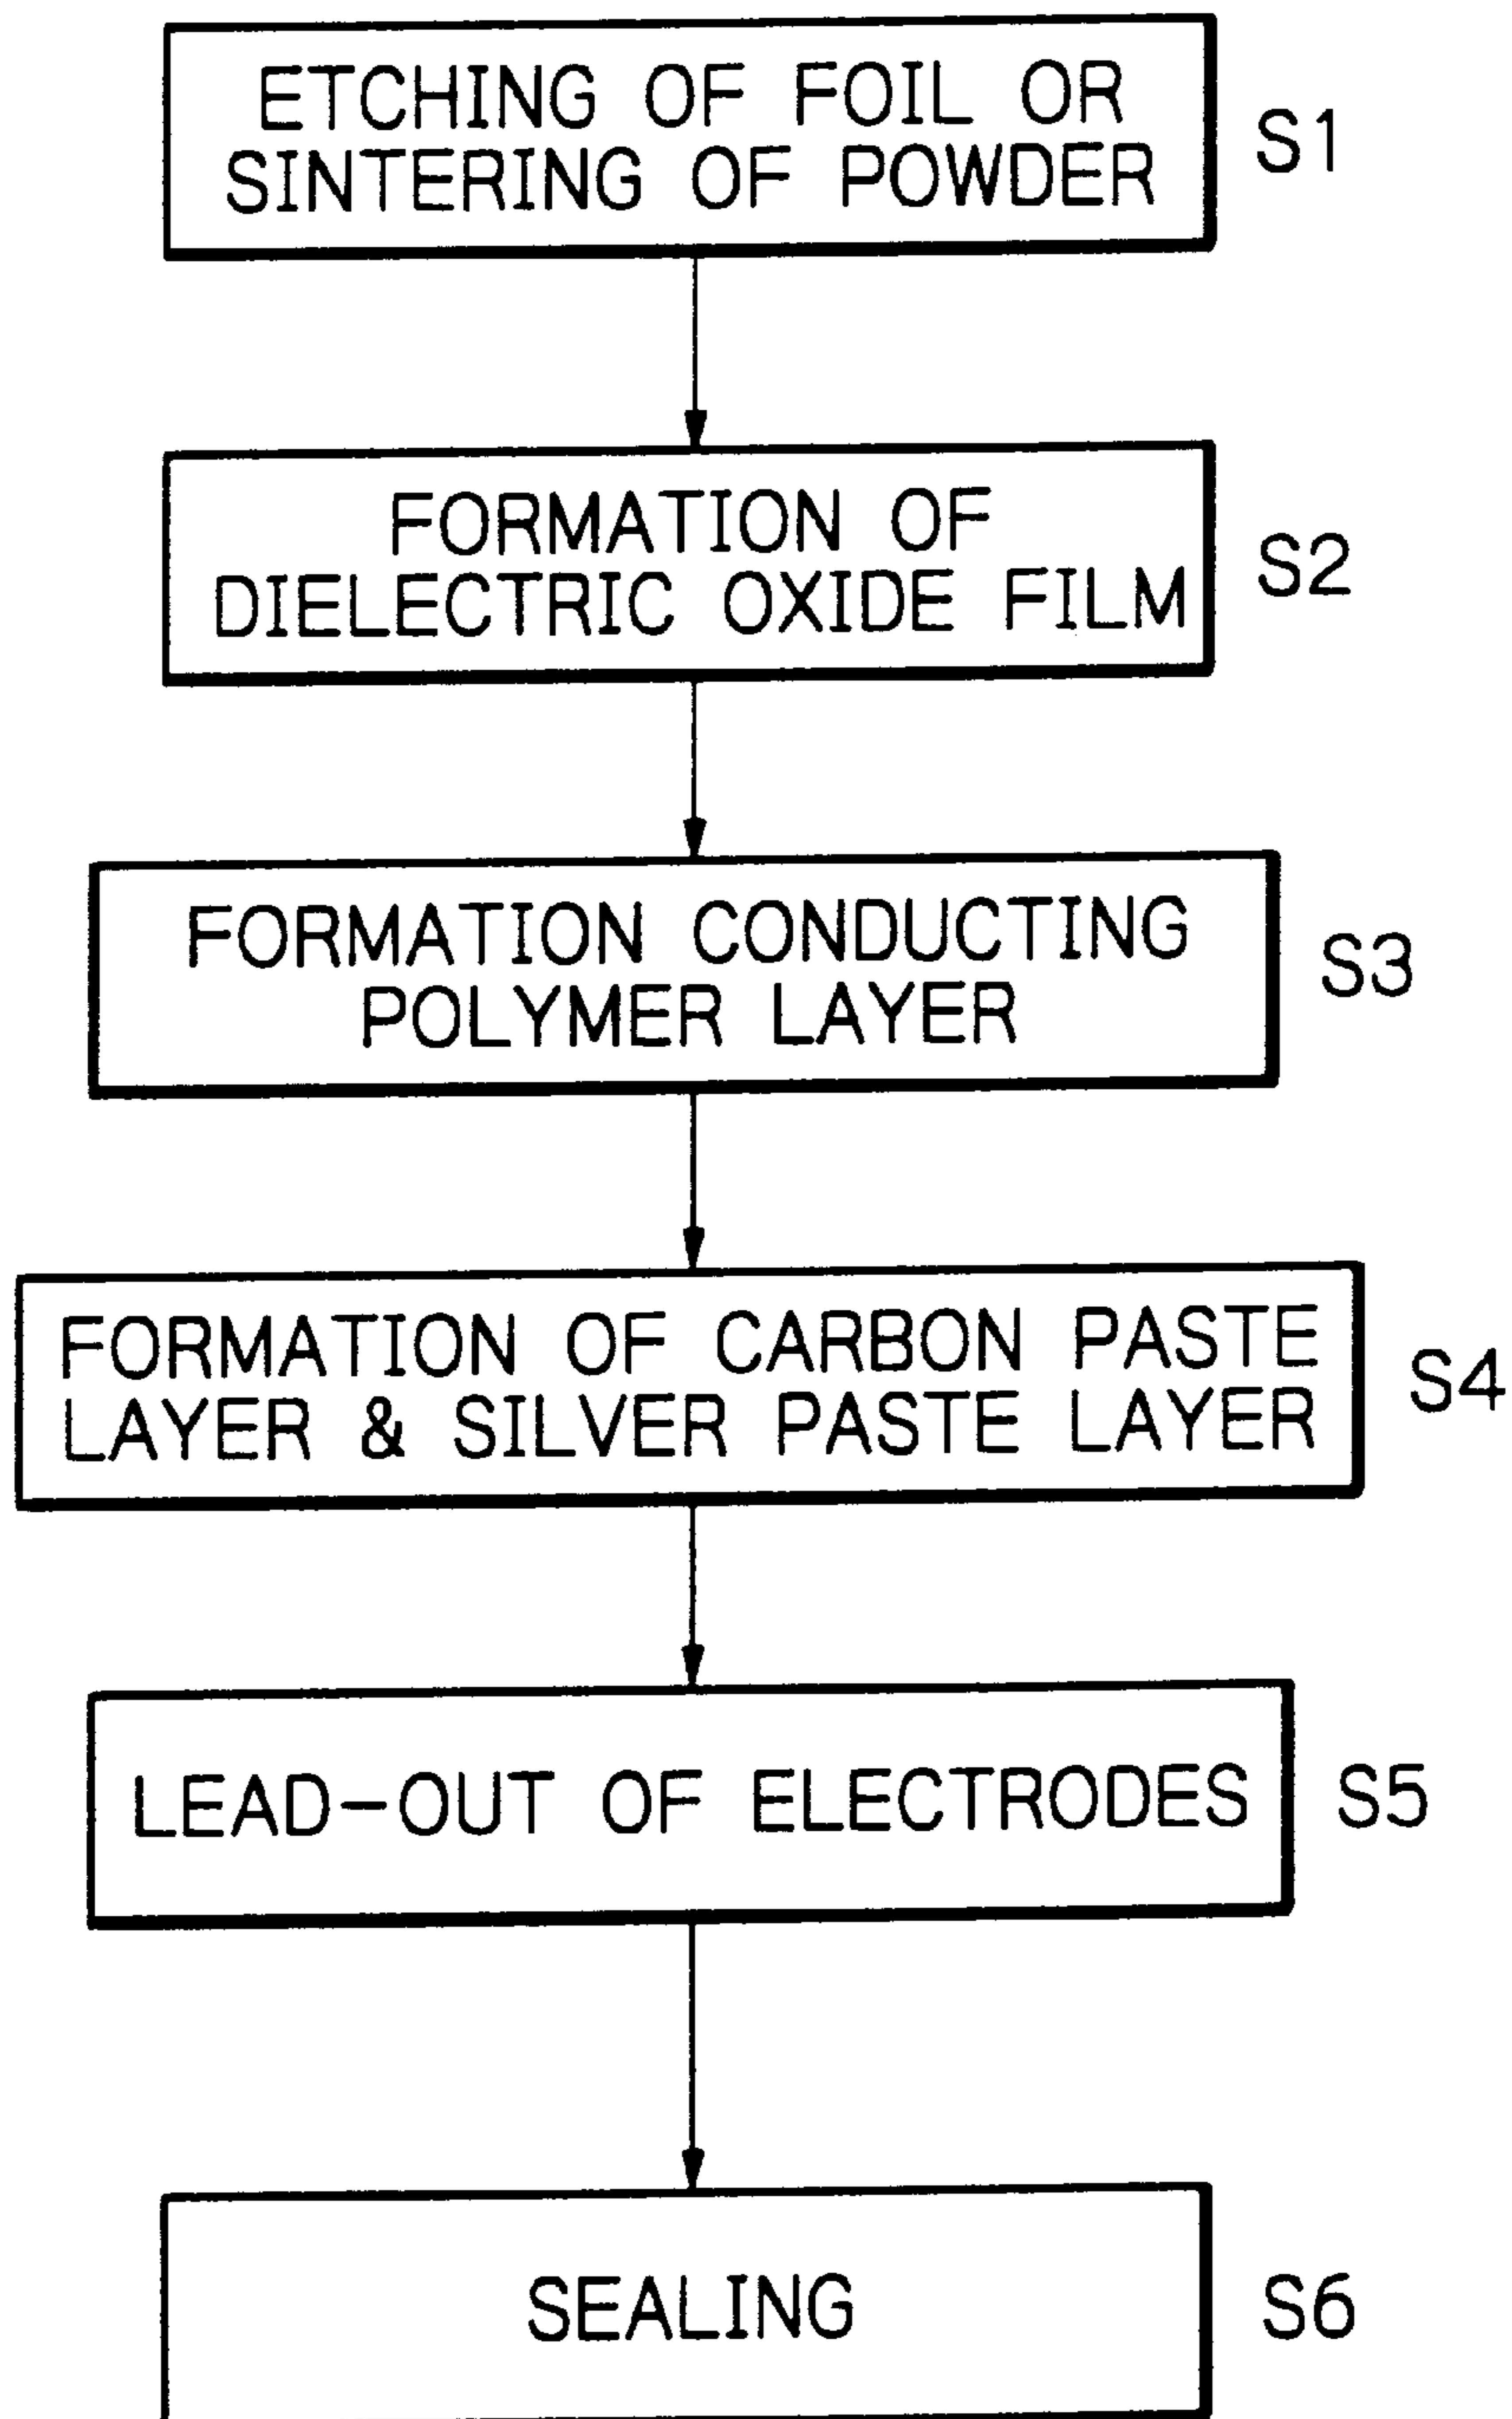 ETCHING OF FOIL OR
SINTERING OF POWDER
S1
FORMATION OF
DIELECTRIC OXIDE FILM
S2
FORMATION CONDUCTING
POLYMER LAYER
S3
FORMATION OF CARBON PASTE
LAYER & SILVER PASTE LAYER
S4
LEAD-OUT OF ELECTRODES
S5
SEALING
S6